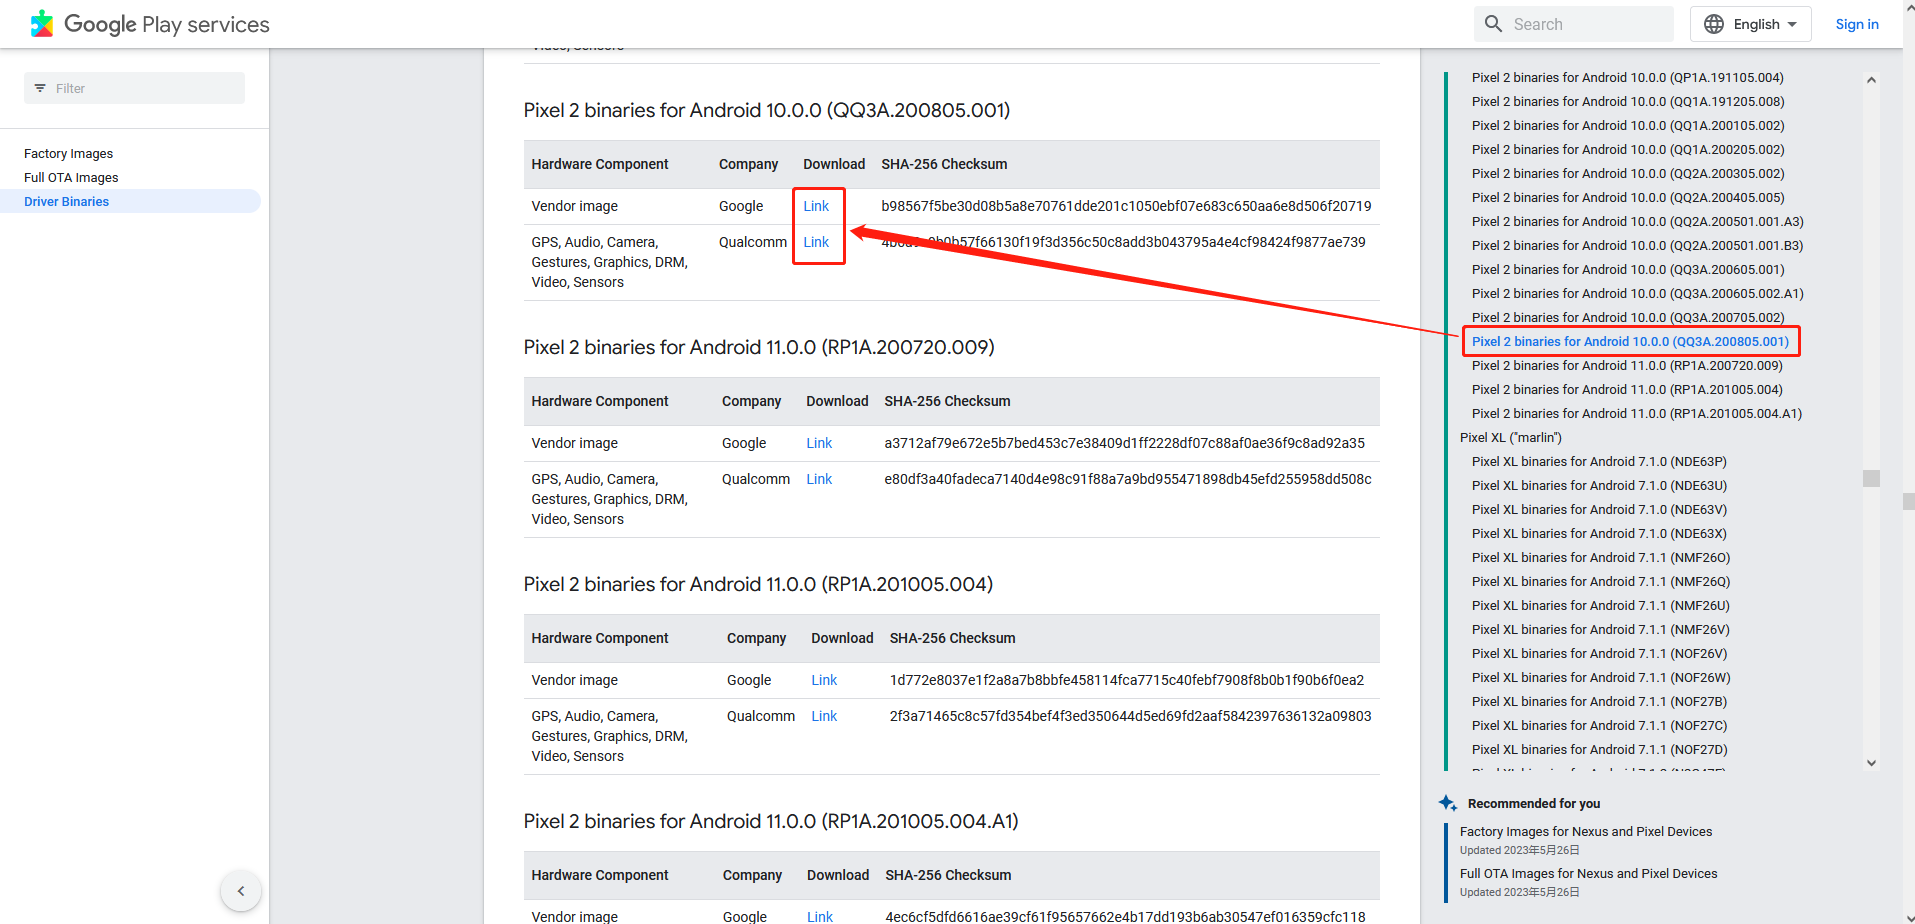 Google Play services
Search
English
Sign in
Filter
Factory Images
Full OTA Images
Driver Binaries
Pixel 2 binaries for Android 10.0.0 (QQ3A.200805.001)
Hardware Component Company Download SHA-256 Checksum
Vendor image Google Link b98567f5be30d08b5a8e70761dde201c1050ebf07e683c650aa6e8d506f20719
GPS, Audio, Camera, Qualcomm Link
Gestures, Graphics, DRM,
Video, Sensors
Pixel 2 binaries for Android 11.0.0 (RP1A.200720.009)
Hardware Component Company Download SHA-256 Checksum
Vendor image Google Link a3712af79e672e5b7bed453c7e38409d1ff2228df07c88af0ae36f9c8ad92a35
GPS, Audio, Camera, Qualcomm Link e80df3a40fadeca7140d4e98c91f88a7a9bd955471898db45efd255958dd508c
Gestures, Graphics, DRM,
Video, Sensors
Pixel 2 binaries for Android 11.0.0 (RP1A.201005.004)
Hardware Component Company Download SHA-256 Checksum
Vendor image Google Link 1d772e8037e1f2a8a7b8bbfe458114fca7715c40febf7908f8b0b1f90b6f0ea2
GPS, Audio, Camera, Qualcomm Link 2f3a71465c8c57fd354bef4f3ed350644d5ed69fd2aaf5842397636132a09803
Gestures, Graphics, DRM,
Video, Sensors
Pixel 2 binaries for Android 11.0.0 (RP1A.201005.004.A1)
Hardware Component Company Download SHA-256 Checksum
Vendor image Google Link 4ec6cf5dfd6616ae39cf61f95657662e4b17dd193b6ab30547ef016359cfc118
Pixel 2 binaries for Android 10.0.0 (QP1A.191105.004)
Pixel 2 binaries for Android 10.0.0 (QQ1A.191205.008)
Pixel 2 binaries for Android 10.0.0 (QQ1A.200105.002)
Pixel 2 binaries for Android 10.0.0 (QQ1A.200205.002)
Pixel 2 binaries for Android 10.0.0 (QQ2A.200305.002)
Pixel 2 binaries for Android 10.0.0 (QQ2A.200405.005)
Pixel 2 binaries for Android 10.0.0 (QQ2A.200501.001.A3)
Pixel 2 binaries for Android 10.0.0 (QQ2A.200501.001.B3)
Pixel 2 binaries for Android 10.0.0 (QQ3A.200605.001)
Pixel 2 binaries for Android 10.0.0 (QQ3A.200605.002.A1)
Pixel 2 binaries for Android 10.0.0 (QQ3A.200705.002)
Pixel 2 binaries for Android 10.0.0 (QQ3A.200805.001)
Pixel 2 binaries for Android 11.0.0 (RP1A.200720.009)
Pixel 2 binaries for Android 11.0.0 (RP1A.201005.004)
Pixel 2 binaries for Android 11.0.0 (RP1A.201005.004.A1)
Pixel XL ("marlin")
Pixel XL binaries for Android 7.1.0 (NDE63P)
Pixel XL binaries for Android 7.1.0 (NDE63U)
Pixel XL binaries for Android 7.1.0 (NDE63V)
Pixel XL binaries for Android 7.1.0 (NDE63X)
Pixel XL binaries for Android 7.1.1 (NMF26O)
Pixel XL binaries for Android 7.1.1 (NMF26Q)
Pixel XL binaries for Android 7.1.1 (NMF26U)
Pixel XL binaries for Android 7.1.1 (NMF26V)
Pixel XL binaries for Android 7.1.1 (NOF26V)
Pixel XL binaries for Android 7.1.1 (NOF26W)
Pixel XL binaries for Android 7.1.1 (NOF27B)
Pixel XL binaries for Android 7.1.1 (NOF27C)
Pixel XL binaries for Android 7.1.1 (NOF27D)
Recommended for you
Factory Images for Nexus and Pixel Devices
Updated 2023年5月26日
Full OTA Images for Nexus and Pixel Devices
Updated 2023年5月26日